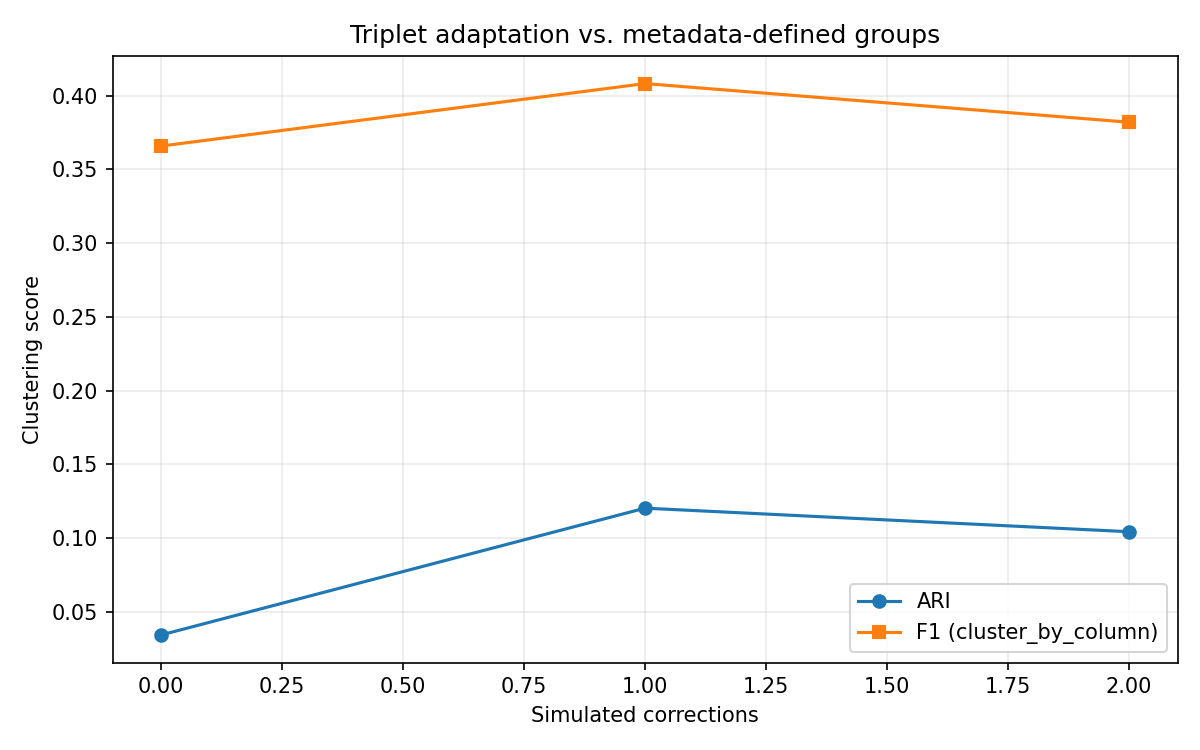 Triplet adaptation vs. metadata-defined groups
Clustering score
0.40
0.35
0.30
0.25
0.20
0.15
0.10
0.05
ARI
F1 (cluster_by_column)
0.00 0.25 0.50 0.75 1.00 1.25 1.50 1.75 2.00
Simulated corrections